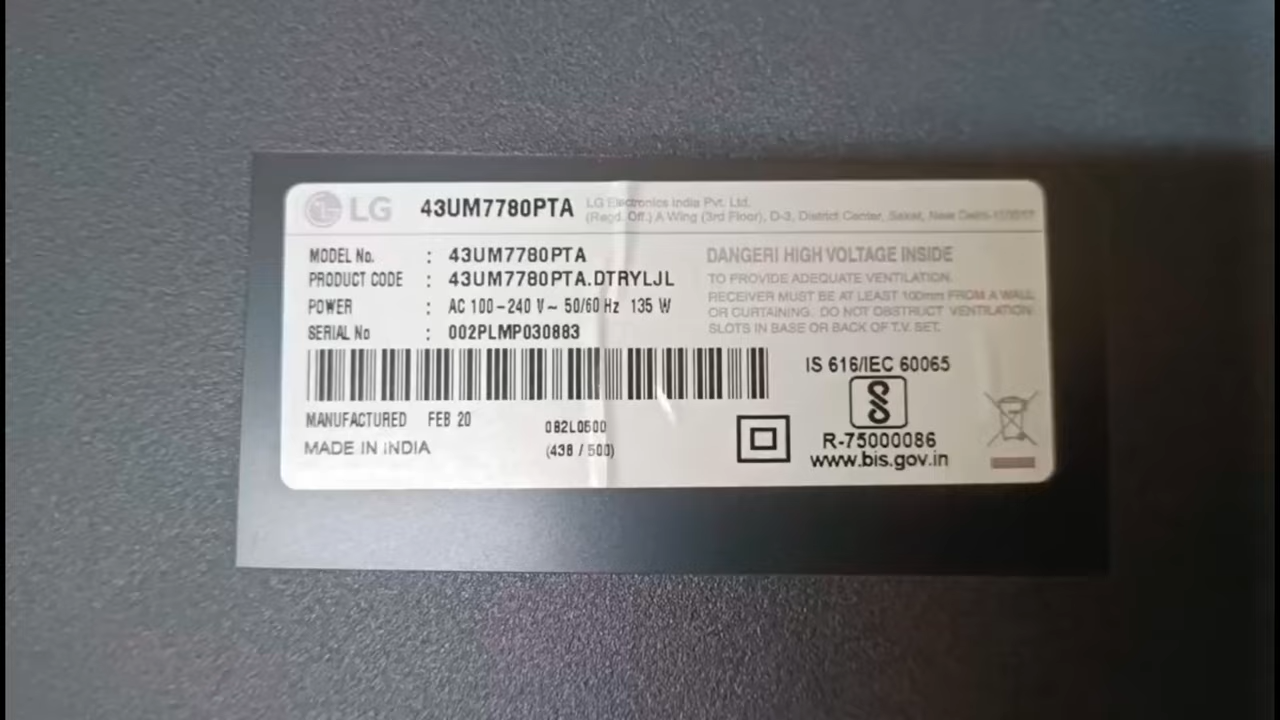 LG 43UM7780PTA
LG Electronics India Pvt. Ltd.
(Regd. Off.) A Wing (3rd Floor), D-3, District Center, Saket, New Delhi-
MODEL No. : 43UM7780PTA
PRODUCT CODE : 43UM7780PTA.DTRYLJL
POWER : AC 100-240 V~ 50/60 Hz 135 W
SERIAL No : 002PLMP030883
DANGER! HIGH VOLTAGE INSIDE
TO PROVIDE ADEQUATE VENTILATION,
RECEIVER MUST BE AT LEAST 100mm FROM A WALL
OR CURTAINING. DO NOT OBSTRUCT VENTILATION
SLOTS IN BASE OR BACK OF T.V. SET.
MANUFACTURED FEB 20
MADE IN INDIA
082L0500
(438 / 500)
IS 616/IEC 60065
R-75000086
www.bis.gov.in